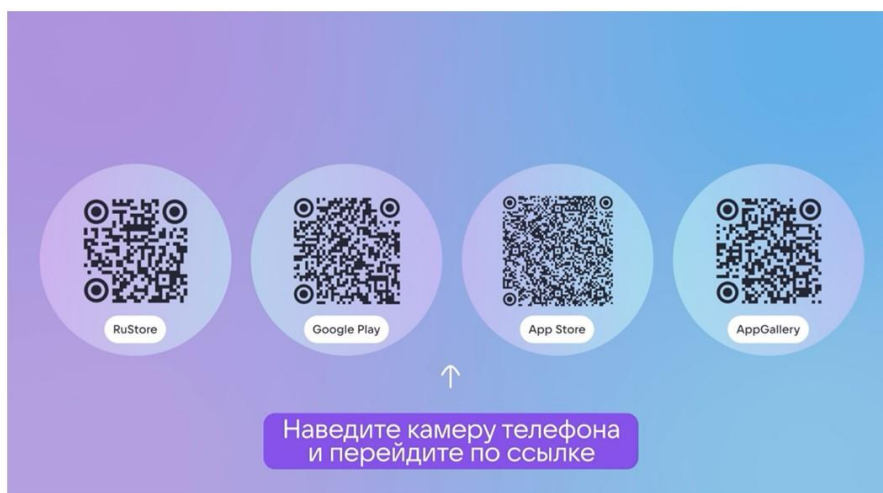 RuStore
Google Play
App Store
AppGallery
Наведите камеру телефона
и перейдите по ссылке